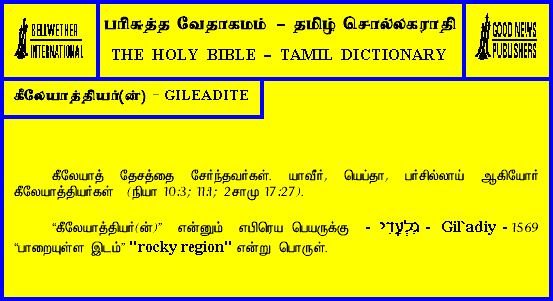 BELLWETHER
INTERNATIONAL
பரிசுத்த வேதாகமம் – தமிழ் சொல்லகராதி
THE HOLY BIBLE – TAMIL DICTIONARY
GOOD NEWS
PUBLISHERS
கீலேயாத்தியர்(ன்) - GILEADITE
கீலேயாத் தேசத்தை சேர்ந்தவர்கள். யாவீர், யெப்தா, பர்சில்லாய் ஆகியோர்
கீலேயாத்தியர்கள் (நியா 10:3; 11:1; 2சாமு 17:27).
“கீலேயாத்தியர்(ன்)” என்னும் எபிரெய பெயருக்கு - גִּלְעָדִי - Gil`adiy - 1569
“பாறையுள்ள இடம்” "rocky region" என்று பொருள்.